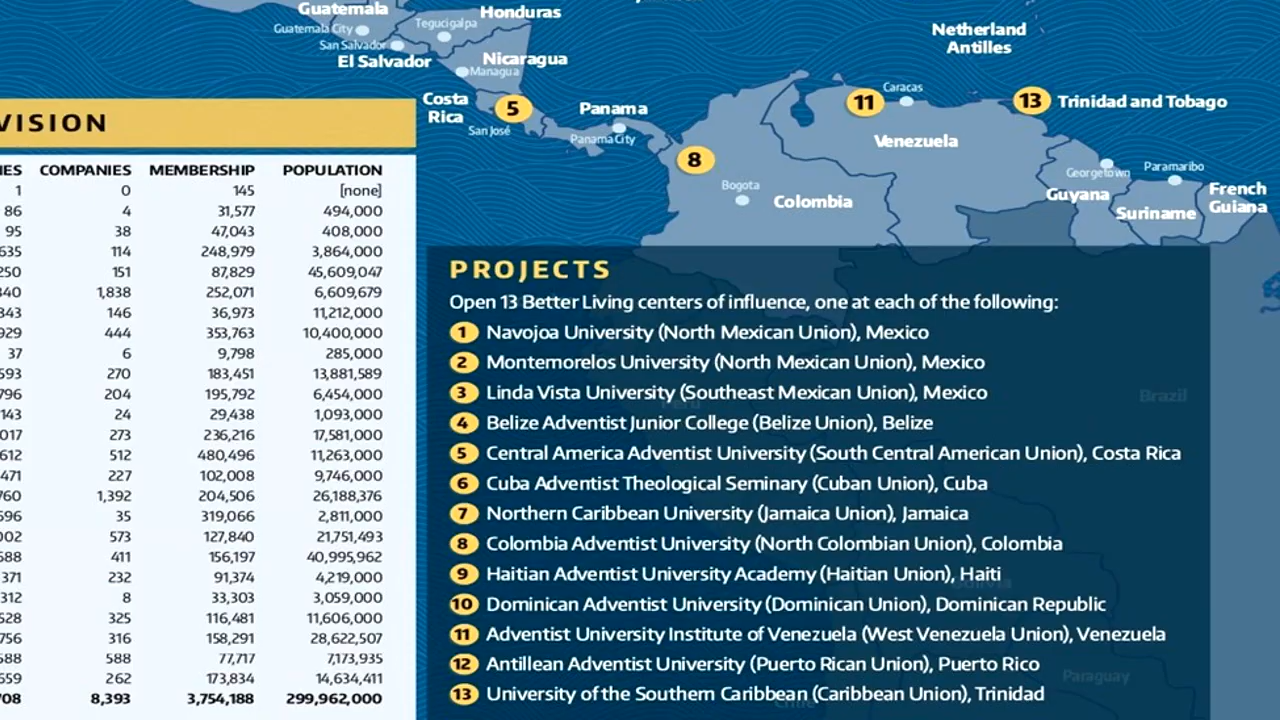 Guatemala
Honduras
Guatemala City
Tegucigalpa
San Salvador
El Salvador
Nicaragua
Managua
Netherland
Antilles
Costa
Rica
5
San José
Panama
Panama City
8
11
Caracas
13
Trinidad and Tobago
Venezuela
Bogota
Colombia
Georgetown
Guyana
Paramaribo
Suriname
French
Guiana
VISION
IES COMPANIES MEMBERSHIP POPULATION
1 0 145 [none]
86 4 31,577 494,000
95 38 47,043 408,000
635 114 248,979 3,864,000
250 151 87,829 45,609,047
340 1,838 252,071 6,609,679
343 146 36,973 11,212,000
929 444 353,763 10,400,000
37 6 9,798 285,000
593 270 183,451 13,881,589
796 204 195,792 6,454,000
143 24 29,438 1,093,000
017 273 236,216 17,581,000
612 512 480,496 11,263,000
471 227 102,008 9,746,000
760 1,392 204,506 26,188,376
696 35 319,066 2,811,000
002 573 127,840 21,751,493
588 411 156,197 40,995,962
371 232 91,374 4,219,000
312 8 33,303 3,059,000
528 325 116,481 11,606,000
756 316 158,291 28,622,507
588 588 77,717 7,173,935
659 262 173,834 14,634,411
708 8,393 3,754,188 299,962,000
PROJECTS
Open 13 Better Living centers of influence, one at each of the following:
1 Navojoa University (North Mexican Union), Mexico
2 Montemorelos University (North Mexican Union), Mexico
3 Linda Vista University (Southeast Mexican Union), Mexico
4 Belize Adventist Junior College (Belize Union), Belize
5 Central America Adventist University (South Central American Union), Costa Rica
6 Cuba Adventist Theological Seminary (Cuban Union), Cuba
7 Northern Caribbean University (Jamaica Union), Jamaica
8 Colombia Adventist University (North Colombian Union), Colombia
9 Haitian Adventist University Academy (Haitian Union), Haiti
10 Dominican Adventist University (Dominican Union), Dominican Republic
11 Adventist University Institute of Venezuela (West Venezuela Union), Venezuela
12 Antillean Adventist University (Puerto Rican Union), Puerto Rico
13 University of the Southern Caribbean (Caribbean Union), Trinidad
Brazil
Paraguay
Chile